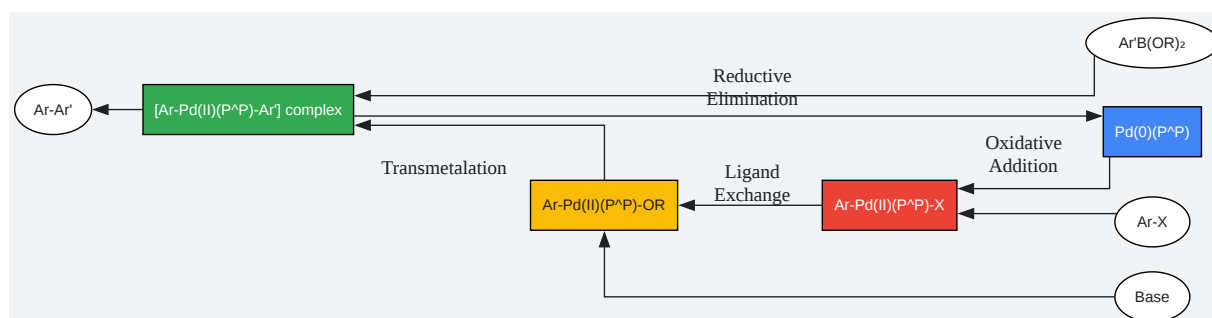 Ar'B(OR)₂
Reductive
Elimination
Ar-Ar'
[Ar-Pd(II)(P^P)-Ar'] complex
Pd(0)(P^P)
Oxidative
Addition
Transmetalation
Ligand
Exchange
Ar-Pd(II)(P^P)-OR
Ar-Pd(II)(P^P)-X
Ar-X
Base